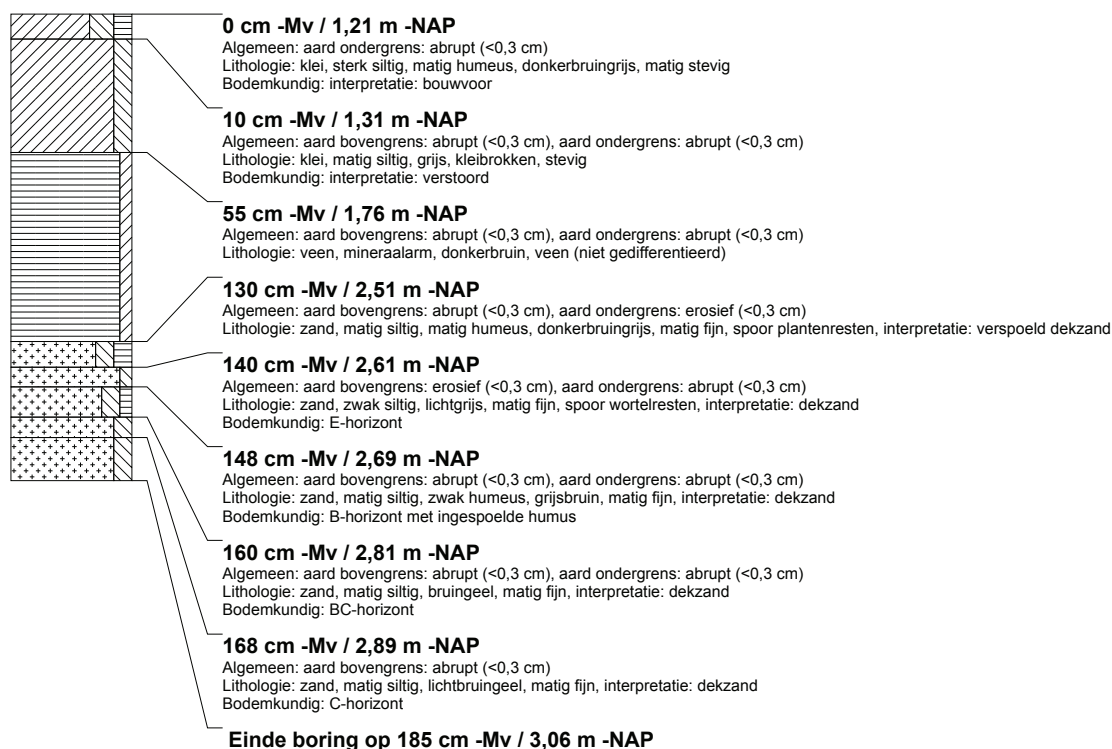 0 cm -Mv / 1,21 m -NAP
Algemeen: aard ondergrens: abrupt (<0,3 cm)
Lithologie: klei, sterk siltig, matig humeus, donkerbruingrijs, matig stevig
Bodemkundig: interpretatie: bouwvoor
10 cm -Mv / 1,31 m -NAP
Algemeen: aard bovengrens: abrupt (<0,3 cm), aard ondergrens: abrupt (<0,3 cm)
Lithologie: klei, matig siltig, grijs, kleibrokken, stevig
Bodemkundig: interpretatie: verstoord
55 cm -Mv / 1,76 m -NAP
Algemeen: aard bovengrens: abrupt (<0,3 cm), aard ondergrens: abrupt (<0,3 cm)
Lithologie: veen, mineraalarm, donkerbruin, veen (niet gedifferentieerd)
130 cm -Mv / 2,51 m -NAP
Algemeen: aard bovengrens: abrupt (<0,3 cm), aard ondergrens: erosief (<0,3 cm)
Lithologie: zand, matig siltig, matig humeus, donkerbruingrijs, matig fijn, spoor plantenresten, interpretatie: verspoeld dekzand
140 cm -Mv / 2,61 m -NAP
Algemeen: aard bovengrens: erosief (<0,3 cm), aard ondergrens: abrupt (<0,3 cm)
Lithologie: zand, zwak siltig, lichtgrijs, matig fijn, spoor wortelresten, interpretatie: dekzand
Bodemkundig: E-horizont
148 cm -Mv / 2,69 m -NAP
Algemeen: aard bovengrens: abrupt (<0,3 cm), aard ondergrens: abrupt (<0,3 cm)
Lithologie: zand, matig siltig, zwak humeus, grijsbruin, matig fijn, interpretatie: dekzand
Bodemkundig: B-horizont met ingespoelde humus
160 cm -Mv / 2,81 m -NAP
Algemeen: aard bovengrens: abrupt (<0,3 cm), aard ondergrens: abrupt (<0,3 cm)
Lithologie: zand, matig siltig, bruingeel, matig fijn, interpretatie: dekzand
Bodemkundig: BC-horizont
168 cm -Mv / 2,89 m -NAP
Algemeen: aard bovengrens: abrupt (<0,3 cm)
Lithologie: zand, matig siltig, lichtbruingeel, matig fijn, interpretatie: dekzand
Bodemkundig: C-horizont
Einde boring op 185 cm -Mv / 3,06 m -NAP